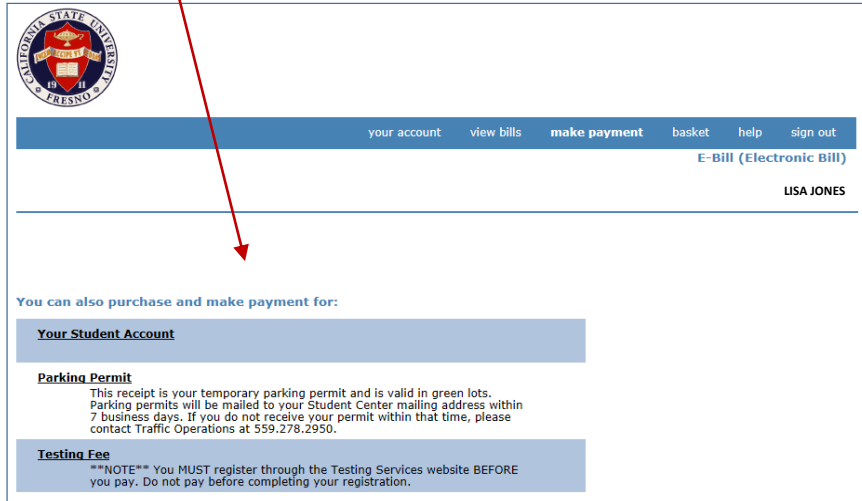 CALIFORNIA STATE UNIVERSITY
FRESNO
19 11
your account view bills make payment basket help sign out
E-Bill (Electronic Bill)
LISA JONES
You can also purchase and make payment for:
Your Student Account
Parking Permit
This receipt is your temporary parking permit and is valid in green lots.
Parking permits will be mailed to your Student Center mailing address within
7 business days. If you do not receive your permit within that time, please
contact Traffic Operations at 559.278.2950.
Testing Fee
**NOTE** You MUST register through the Testing Services website BEFORE
you pay. Do not pay before completing your registration.